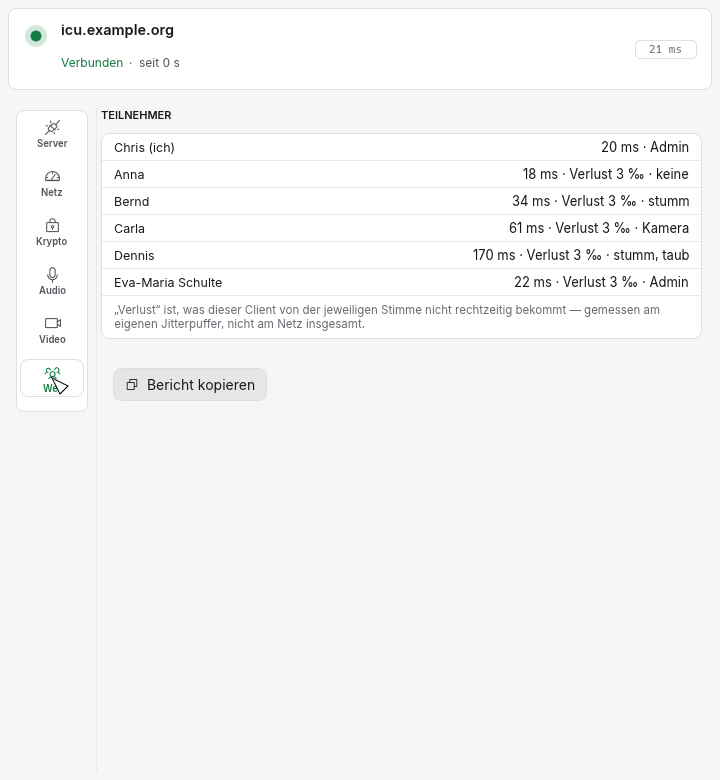 icu.example.org
Verbunden · seit 0 s
21 ms
Server
Netz
Krypto
Audio
Video
TEILNEHMER
Chris (ich) 20 ms · Admin
Anna 18 ms · Verlust 3 ‰ · keine
Bernd 34 ms · Verlust 3 ‰ · stumm
Carla 61 ms · Verlust 3 ‰ · Kamera
Dennis 170 ms · Verlust 3 ‰ · stumm, taub
Eva-Maria Schulte 22 ms · Verlust 3 ‰ · Admin
„Verlust“ ist, was dieser Client von der jeweiligen Stimme nicht rechtzeitig bekommt — gemessen am
eigenen Jitterpuffer, nicht am Netz insgesamt.
Bericht kopieren